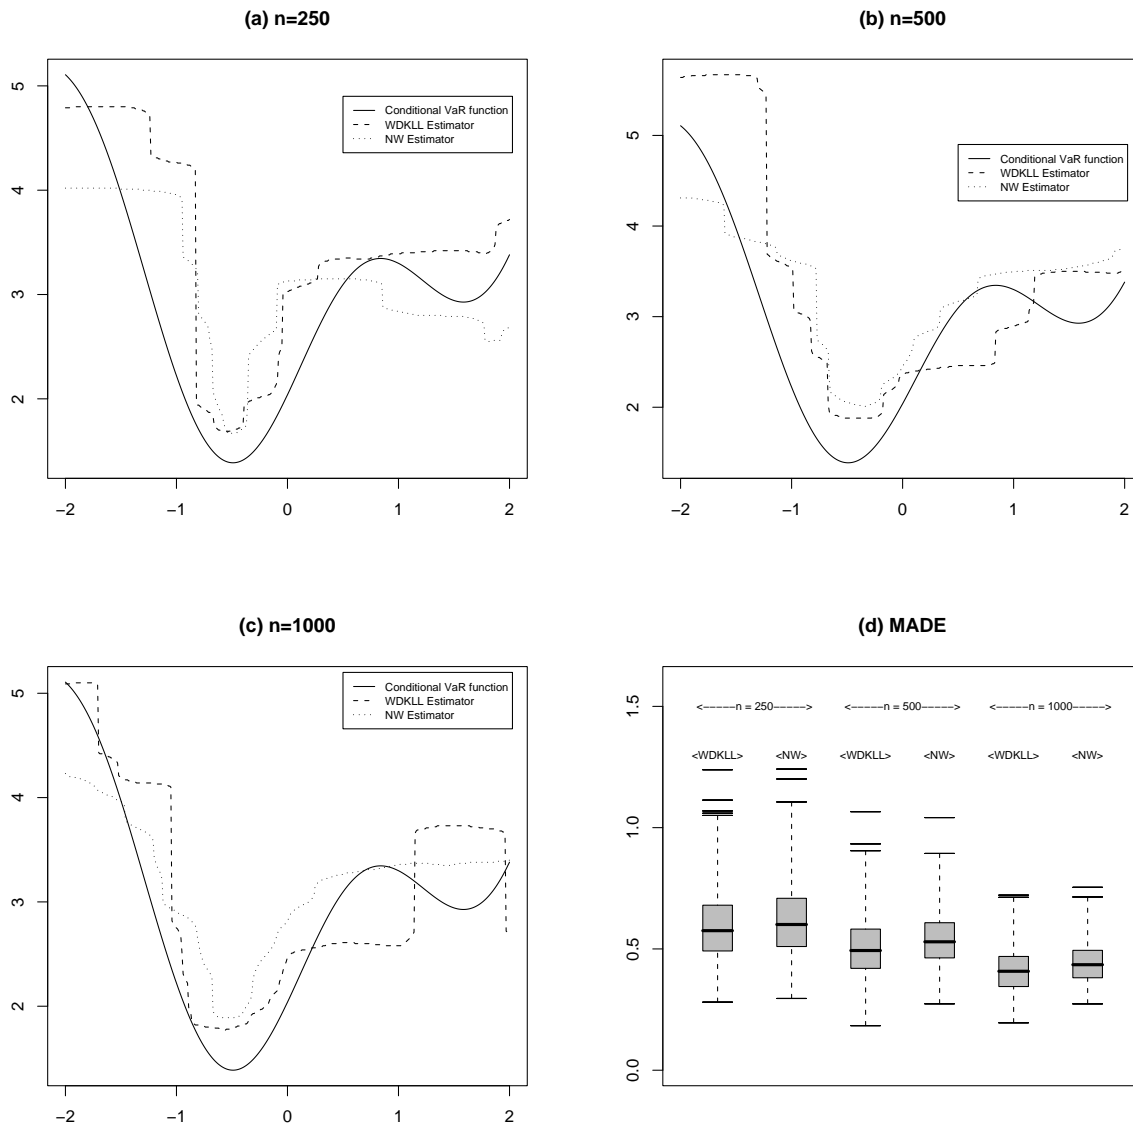 (a) n=250
5
4
3
2
−2 −1 0 1 2
Conditional VaR function
WDKLL Estimator
NW Estimator
(b) n=500
5
4
3
2
−2 −1 0 1 2
Conditional VaR function
WDKLL Estimator
NW Estimator
(c) n=1000
5
4
3
2
−2 −1 0 1 2
Conditional VaR function
WDKLL Estimator
NW Estimator
(d) MADE
1.5
1.0
0.5
0.0
<−−−−−n = 250−−−−−> <−−−−−n = 500−−−−−> <−−−−−n = 1000−−−−−>
<WDKLL> <NW> <WDKLL> <NW> <WDKLL> <NW>